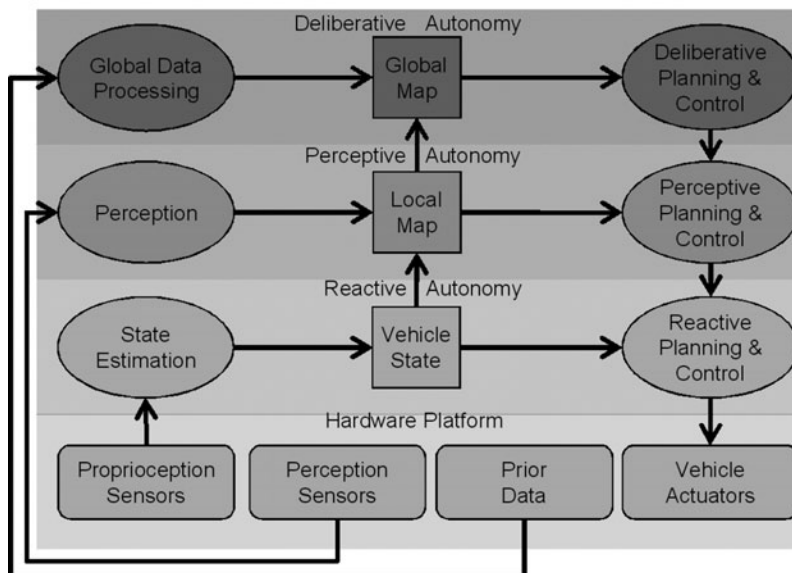 Deliberative Autonomy
Global Data
Processing
Global
Map
Deliberative
Planning &
Control
Perceptive Autonomy
Perception
Local
Map
Perceptive
Planning &
Control
Reactive Autonomy
State
Estimation
Vehicle
State
Reactive
Planning &
Control
Hardware Platform
Proprioception
Sensors
Perception
Sensors
Prior
Data
Vehicle
Actuators